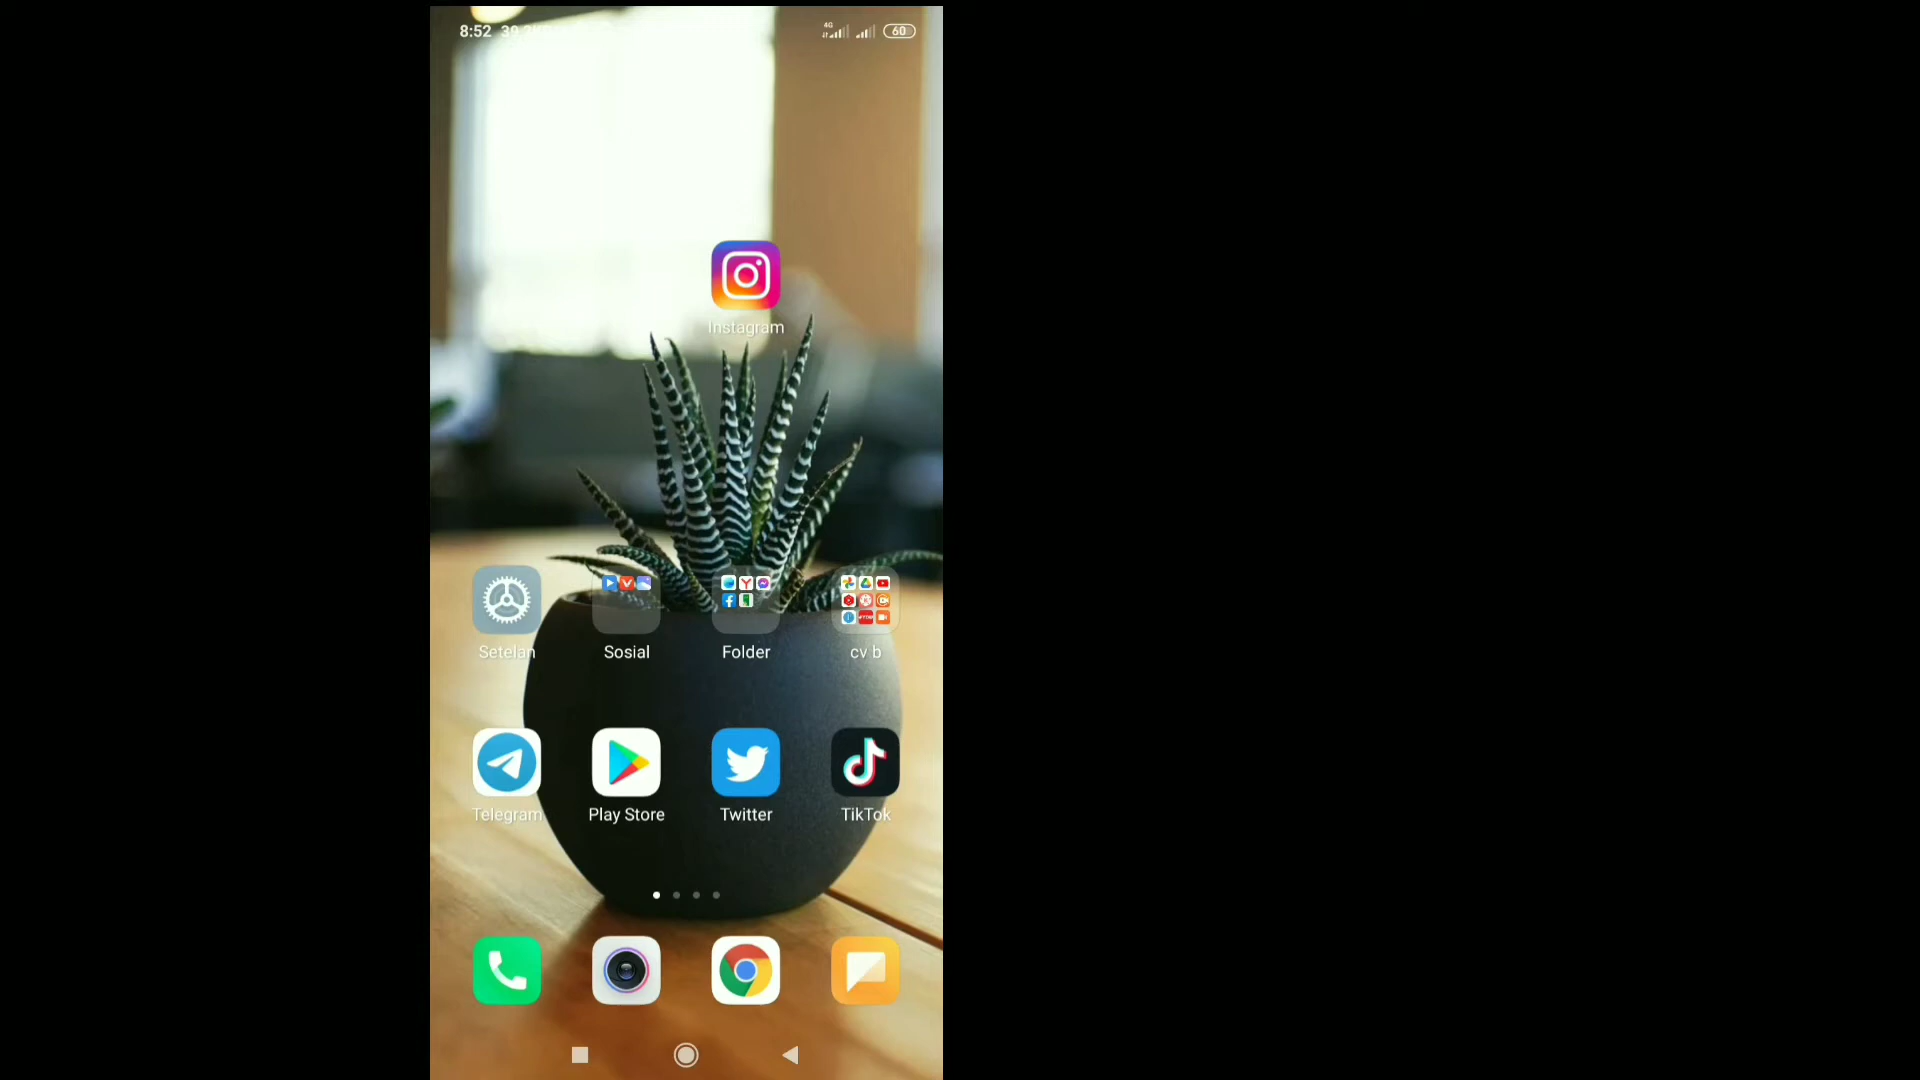 8:52
4G
60
Instagram
Setelan Sosial Folder cv b
Telegram Play Store Twitter TikTok